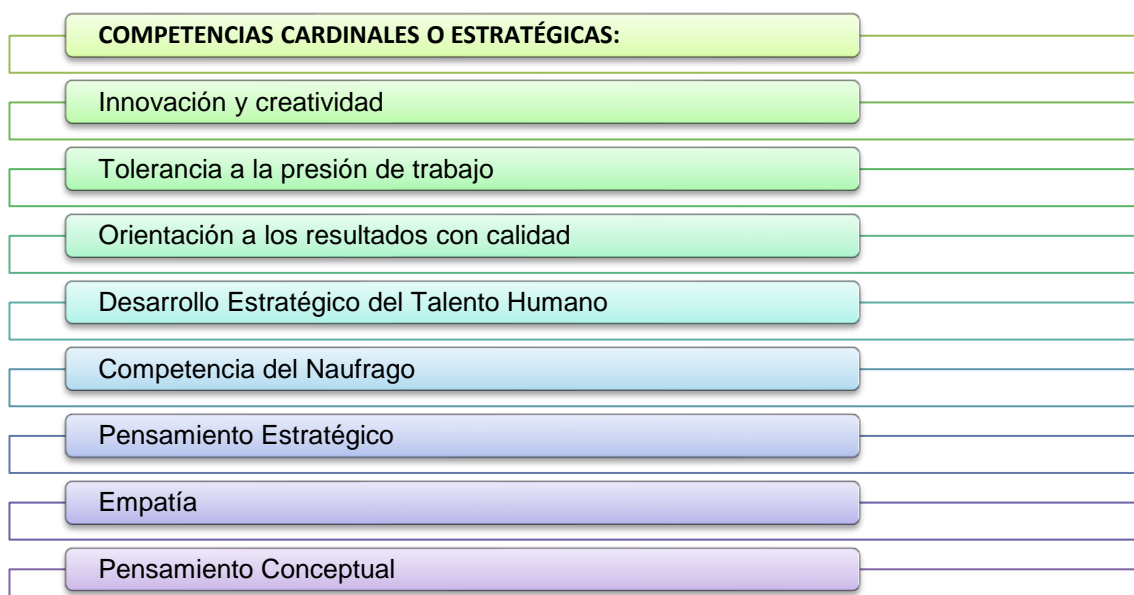 COMPETENCIAS CARDINALES O ESTRATÉGICAS:
Innovación y creatividad
Tolerancia a la presión de trabajo
Orientación a los resultados con calidad
Desarrollo Estratégico del Talento Humano
Competencia del Naufrago
Pensamiento Estratégico
Empatía
Pensamiento Conceptual